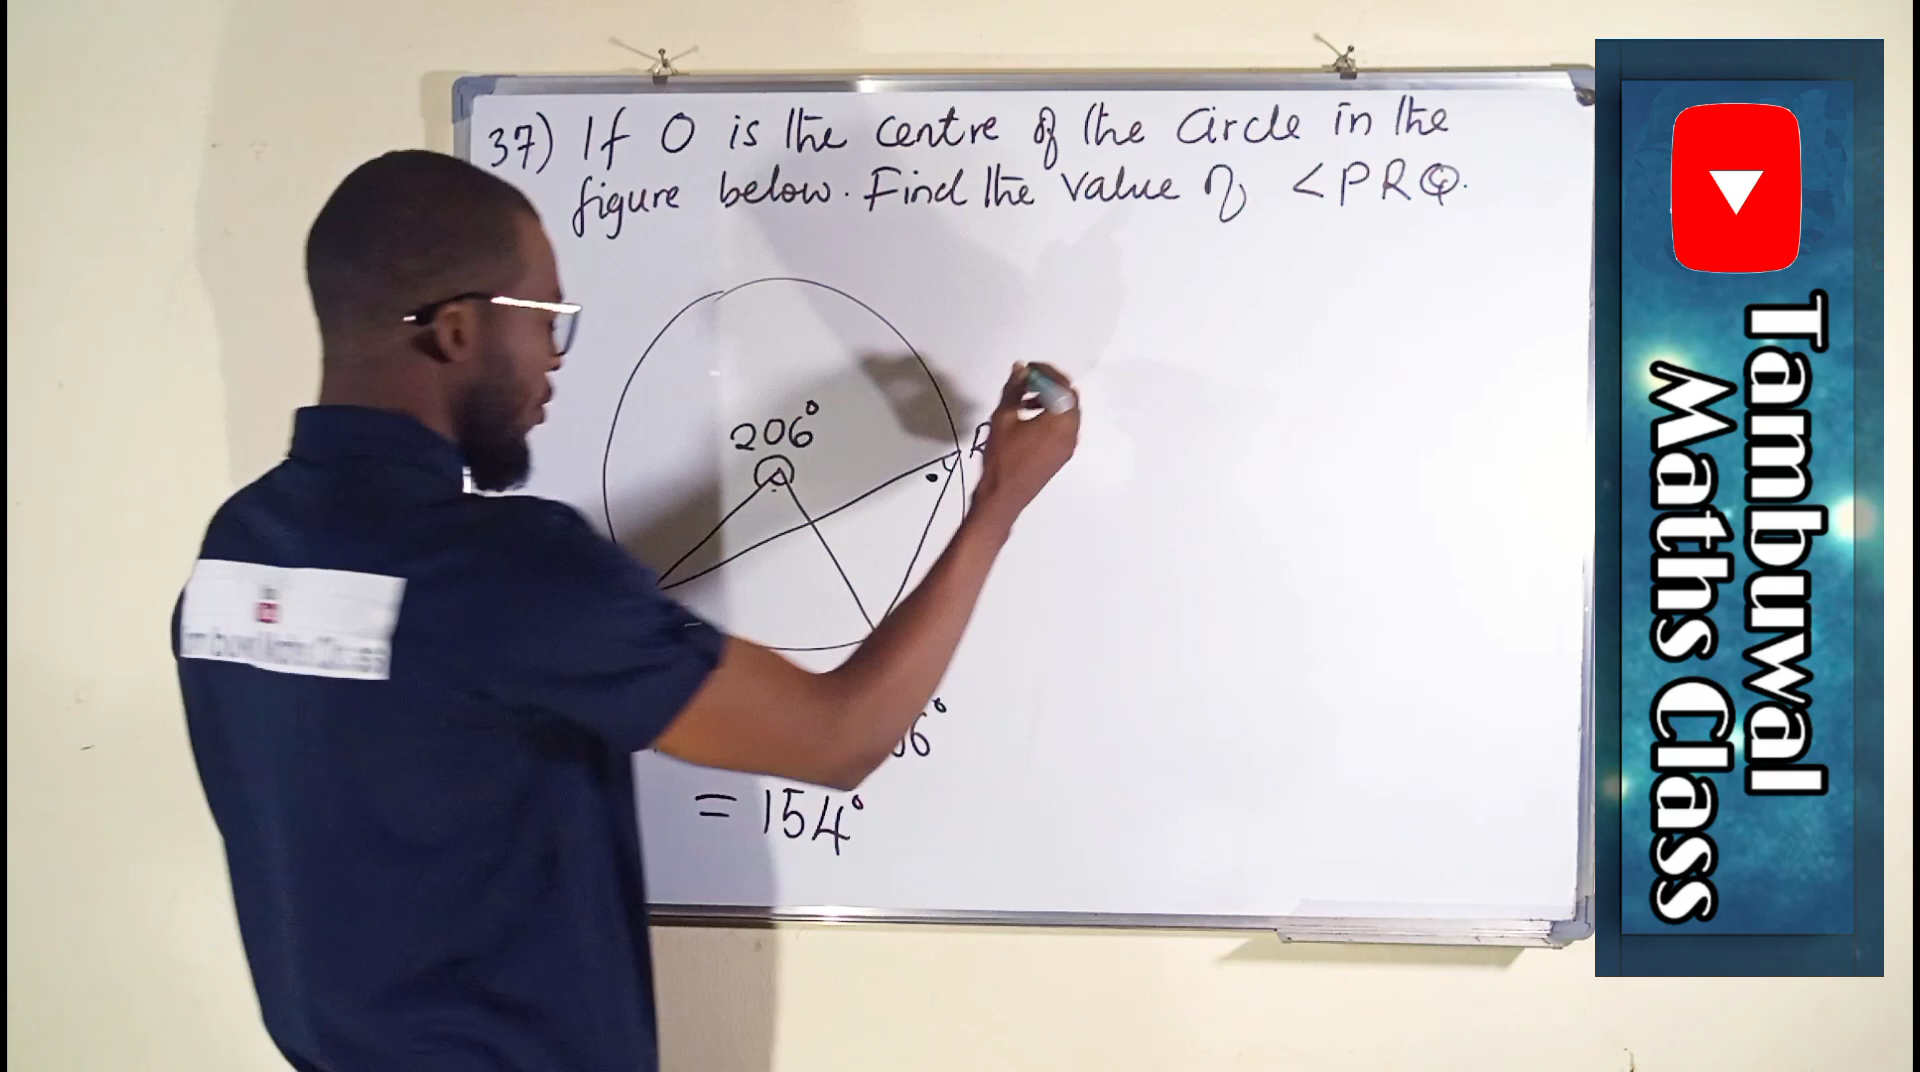 37) If O is the centre of the Circle in the
figure below. Find the value of <PRQ.
206°
R
6°
= 154°
Tambuwal
Maths Class